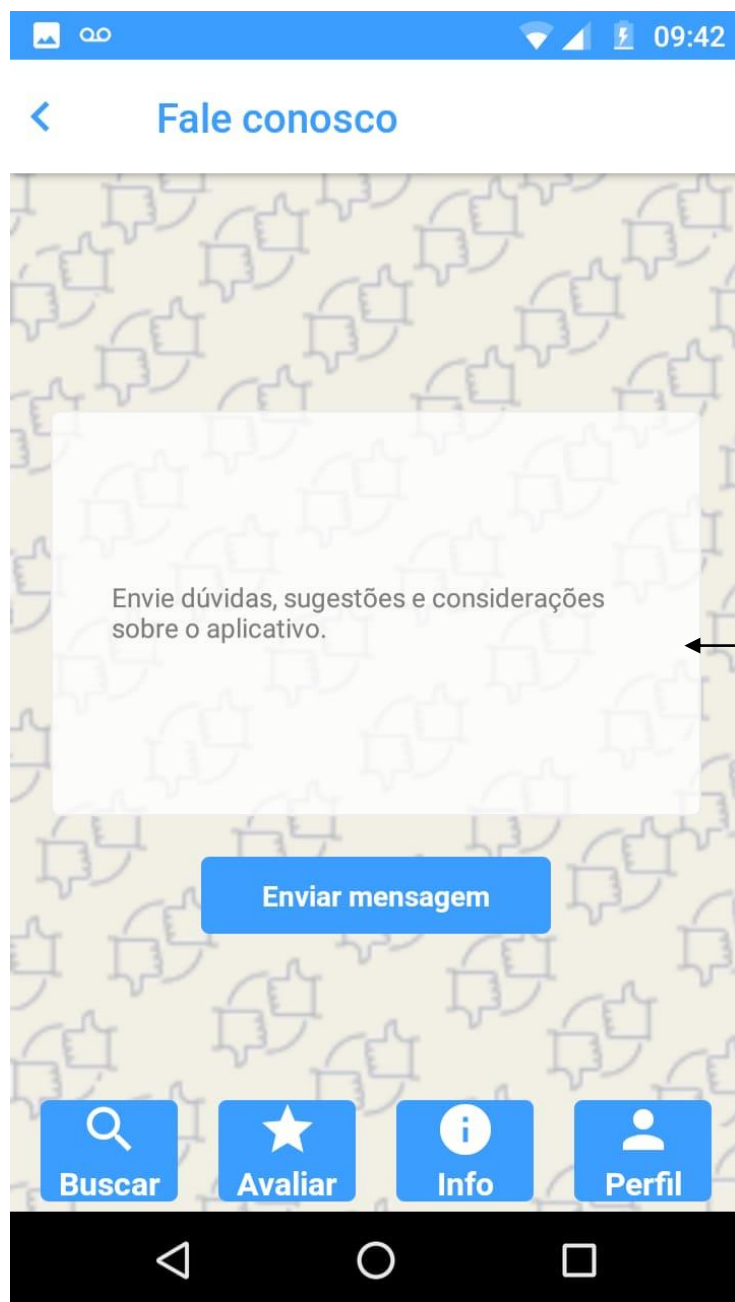 09:42
Fale conosco
Envie dúvidas, sugestões e considerações
sobre o aplicativo.
Enviar mensagem
Buscar
Avaliar
Info
Perfil